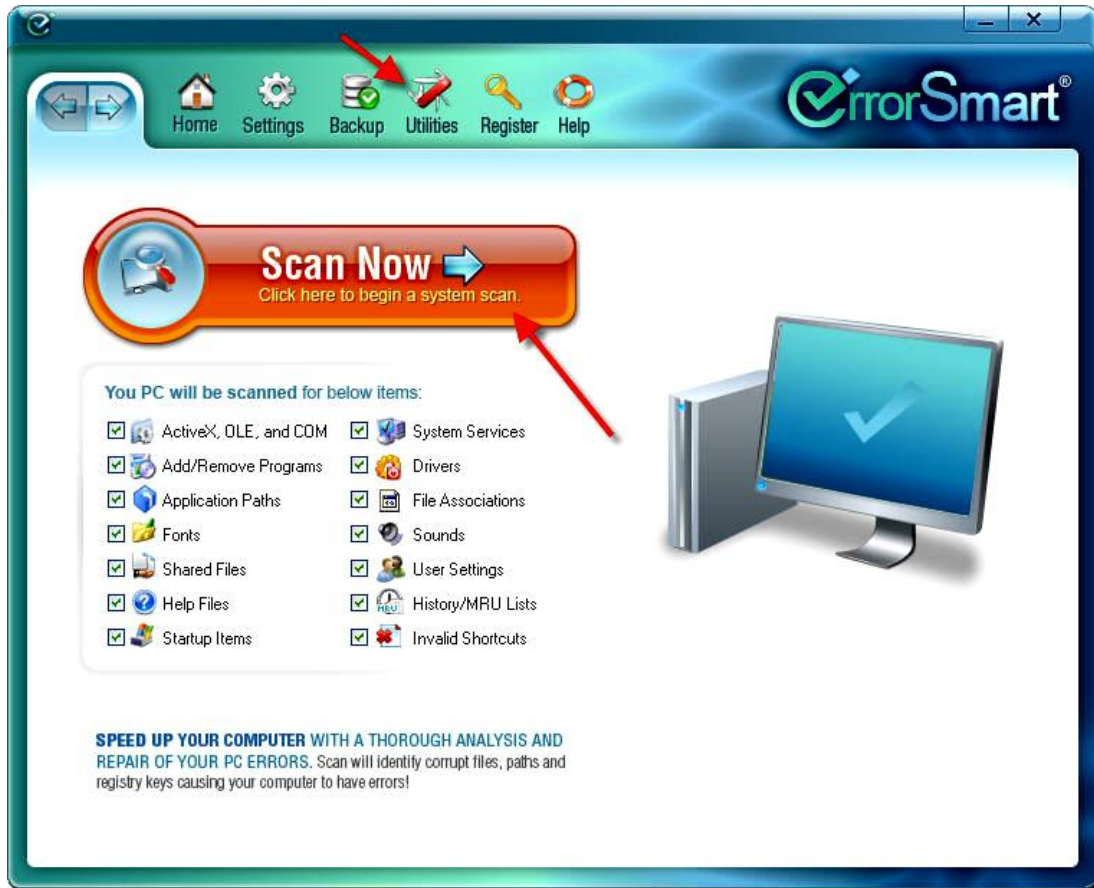 ErrorSmart®
Home Settings Backup Utilities Register Help
Scan Now
Click here to begin a system scan.
You PC will be scanned for below items:
ActiveX, OLE, and COM System Services
Add/Remove Programs Drivers
Application Paths File Associations
Fonts Sounds
Shared Files User Settings
Help Files MRU History/MRU Lists
Startup Items Invalid Shortcuts
SPEED UP YOUR COMPUTER WITH A THOROUGH ANALYSIS AND
REPAIR OF YOUR PC ERRORS. Scan will identify corrupt files, paths and
registry keys causing your computer to have errors!